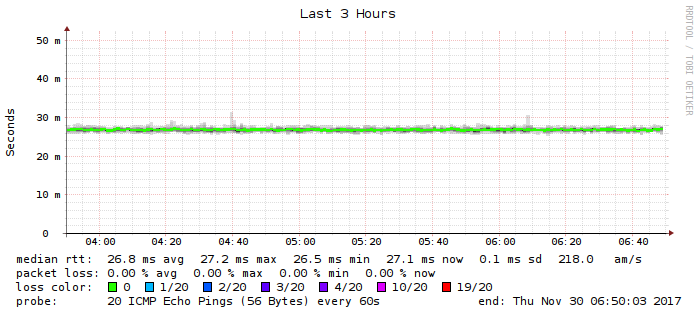 Last 3 Hours
RRDTOOL / TOBI OETIKER
Seconds
50 m
40 m
30 m
20 m
10 m
0
04:00 04:20 04:40 05:00 05:20 05:40 06:00 06:20 06:40
median rtt: 26.8 ms avg 27.2 ms max 26.5 ms min 27.1 ms now 0.1 ms sd 218.0 am/s
packet loss: 0.00 % avg 0.00 % max 0.00 % min 0.00 % now
loss color: 0 1/20 2/20 3/20 4/20 10/20 19/20
probe: 20 ICMP Echo Pings (56 Bytes) every 60s end: Thu Nov 30 06:50:03 2017